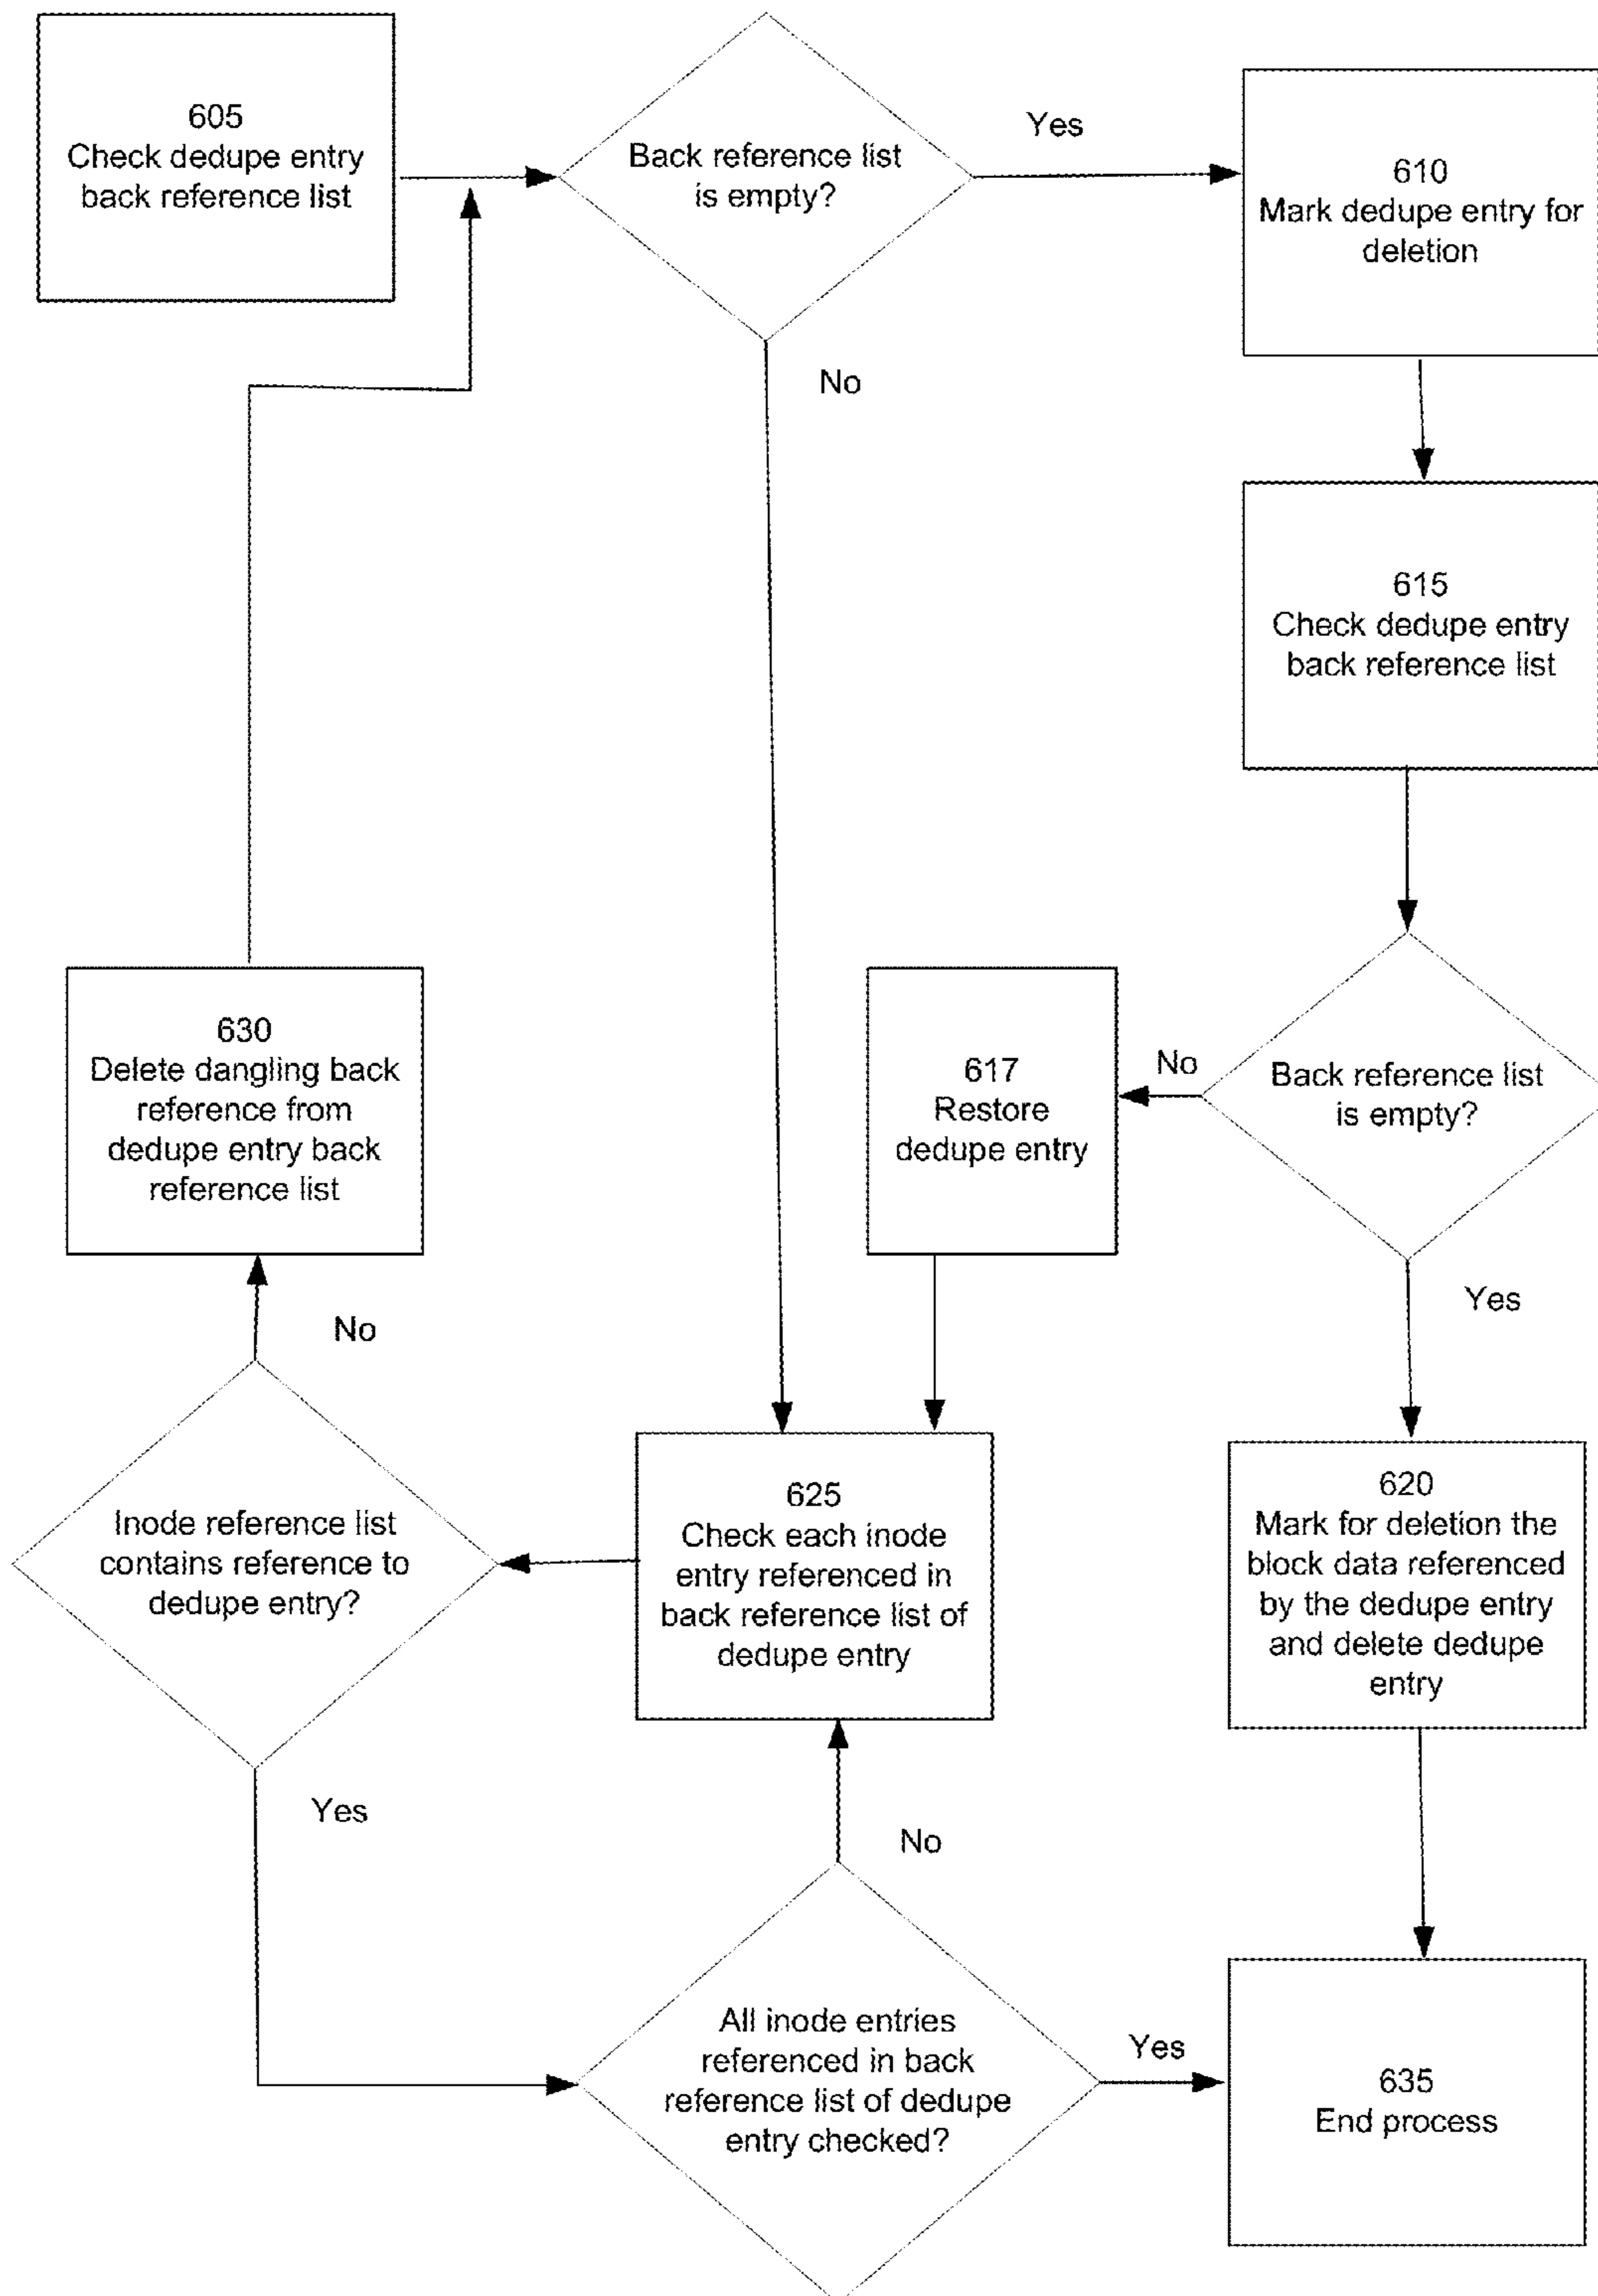 605
Check dedupe entry
back reference list
Back reference list
is empty?
Yes
610
Mark dedupe entry for
deletion
No
615
Check dedupe entry
back reference list
630
Delete dangling back
reference from
dedupe entry back
reference list
617
Restore
dedupe entry
No
Back reference list
is empty?
Yes
No
Inode reference list
contains reference to
dedupe entry?
625
Check each inode
entry referenced in
back reference list of
dedupe entry
620
Mark for deletion the
block data referenced
by the dedupe entry
and delete dedupe
entry
Yes
No
All inode entries
referenced in back
reference list of dedupe
entry checked?
Yes
635
End process